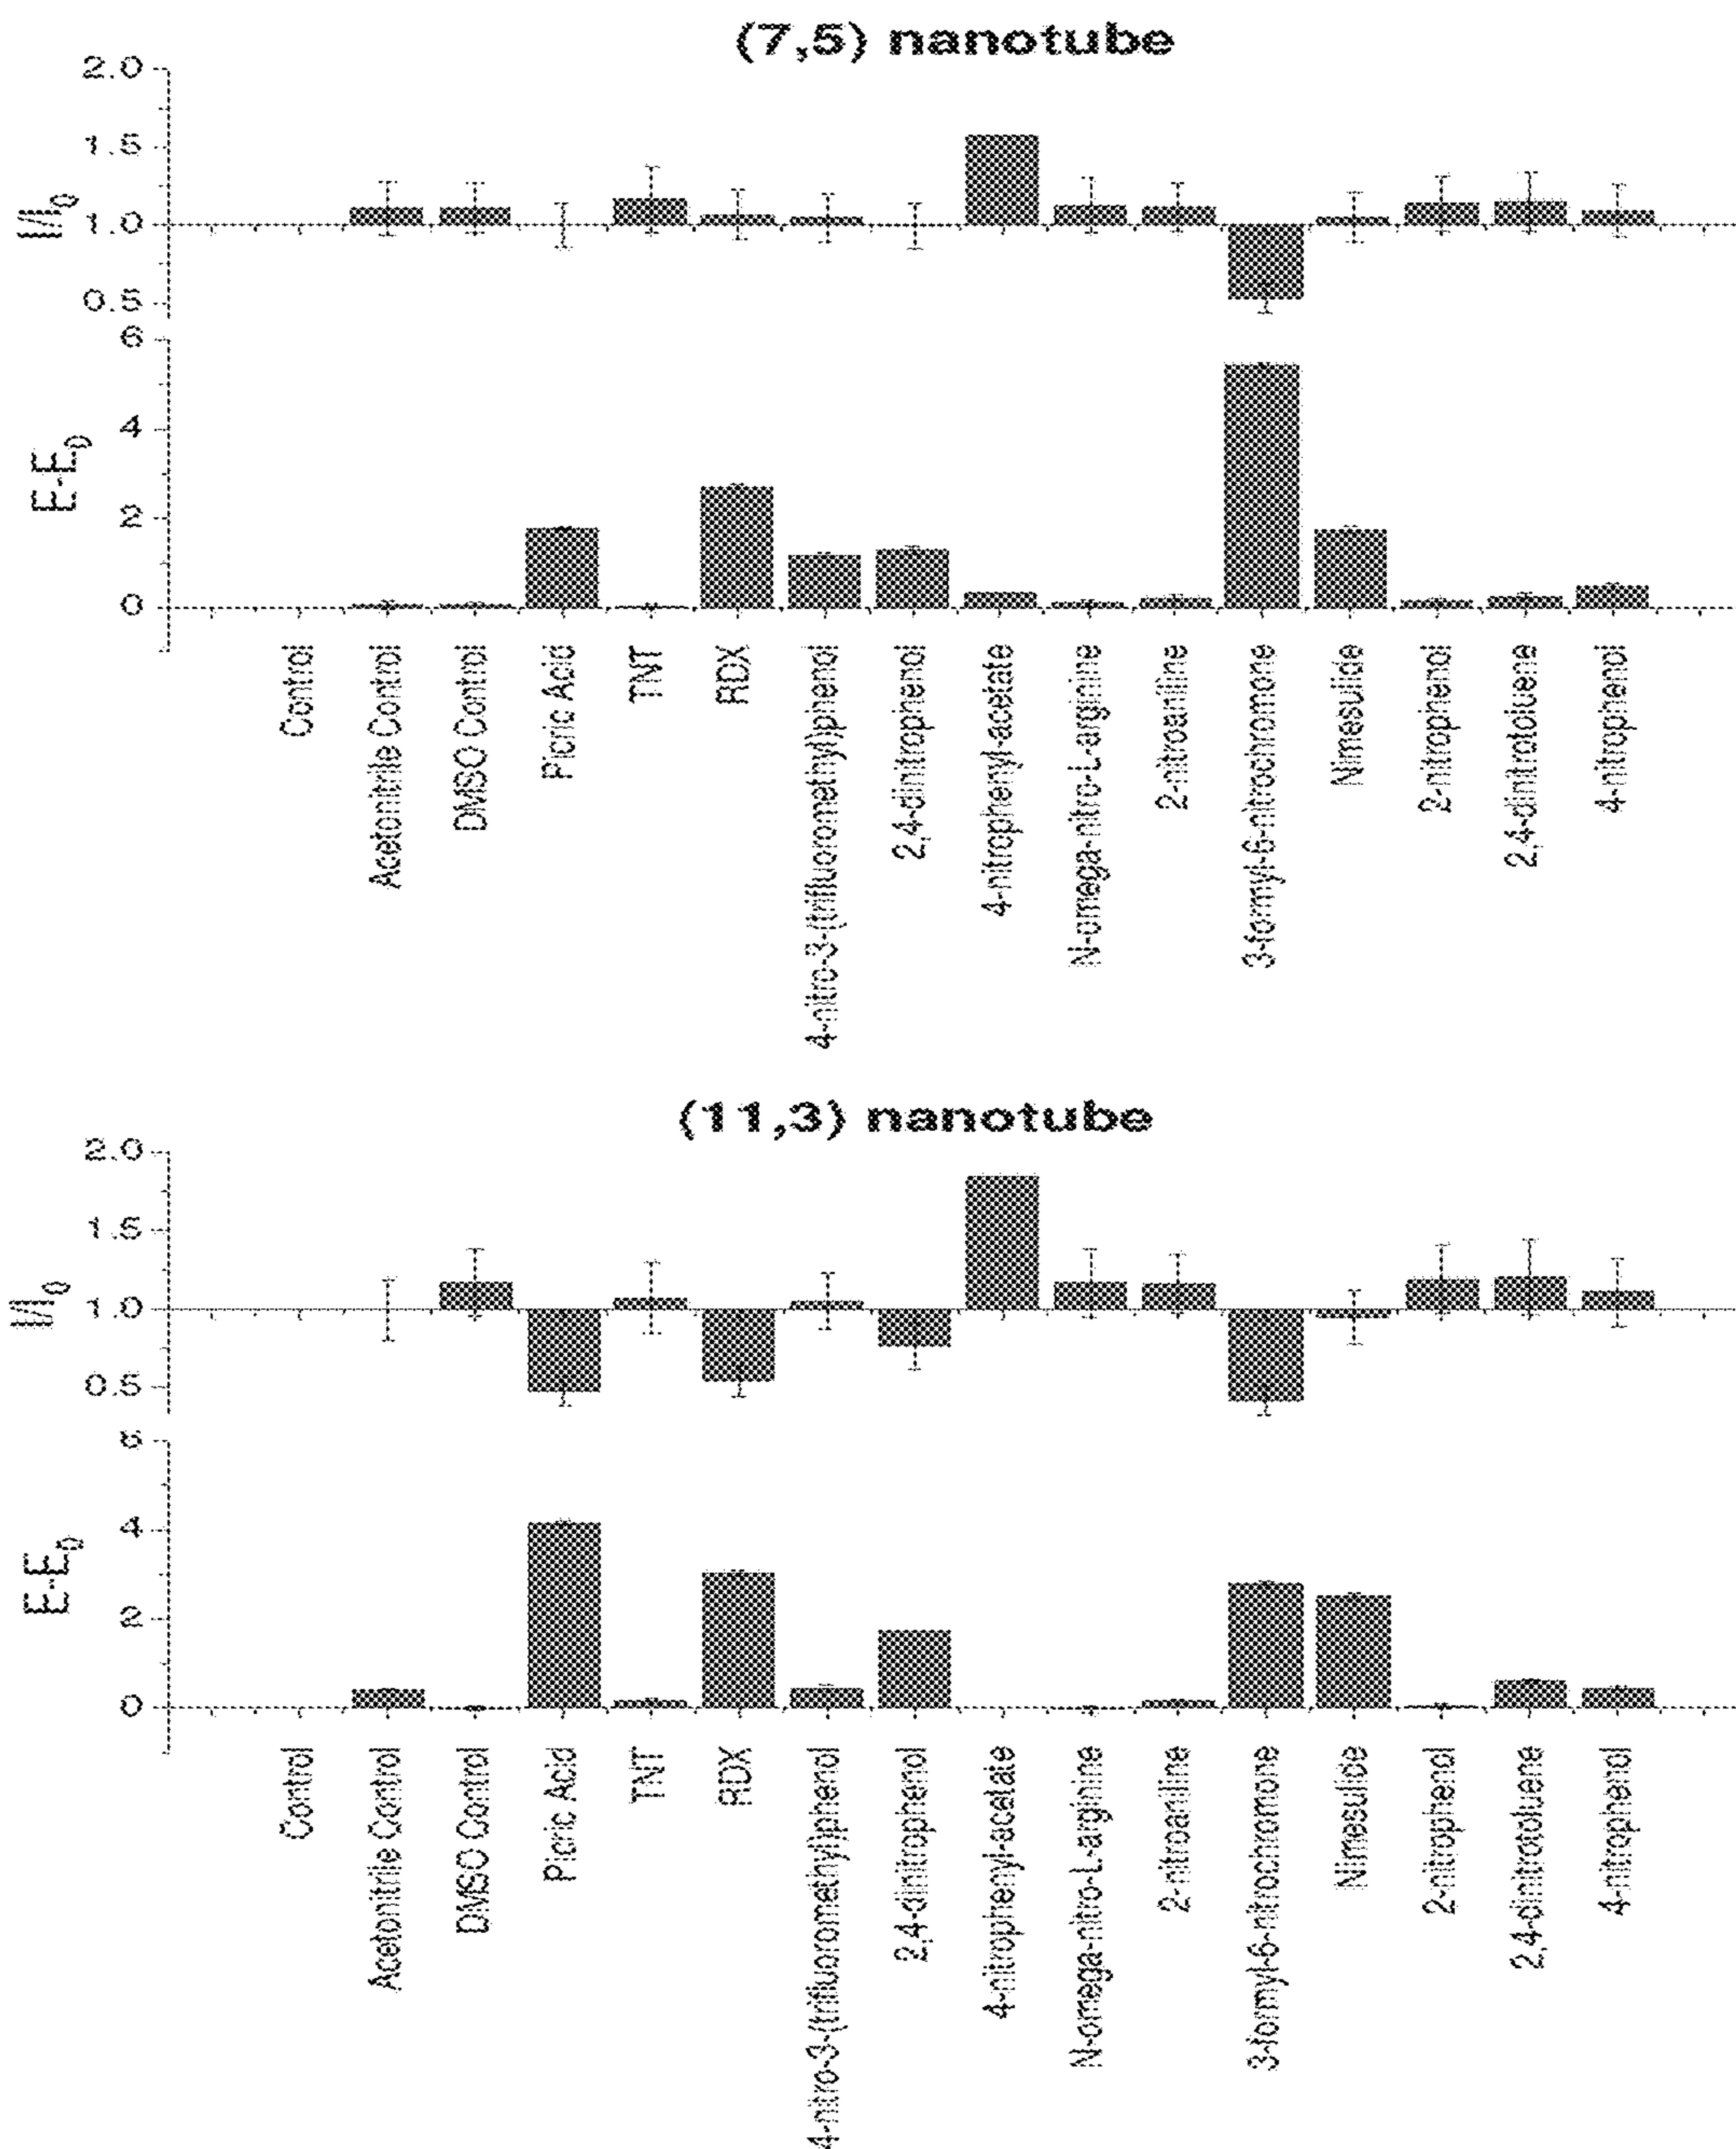 (7,5) nanotube
2.0
1.5
1.0
0.5
I/I0
6
4
2
0
E-E0
Control
Acetonitrile Control
DMSO Control
Picric Acid
TNT
RDX
4-nitro-3-(trifluoromethyl)phenol
2,4-dinitrophenol
4-nitrophenyl-acetate
N-omega-nitro-L-arginine
2-nitroaniline
3-formyl-6-nitrochromone
Nimesulide
2-nitrophenol
2,4-dinitrotoluene
4-nitrophenol
(11,3) nanotube
2.0
1.5
1.0
0.5
I/I0
6
4
2
0
E-E0
Control
Acetonitrile Control
DMSO Control
Picric Acid
TNT
RDX
4-nitro-3-(trifluoromethyl)phenol
2,4-dinitrophenol
4-nitrophenyl-acetate
N-omega-nitro-L-arginine
2-nitroaniline
3-formyl-6-nitrochromone
Nimesulide
2-nitrophenol
2,4-dinitrotoluene
4-nitrophenol